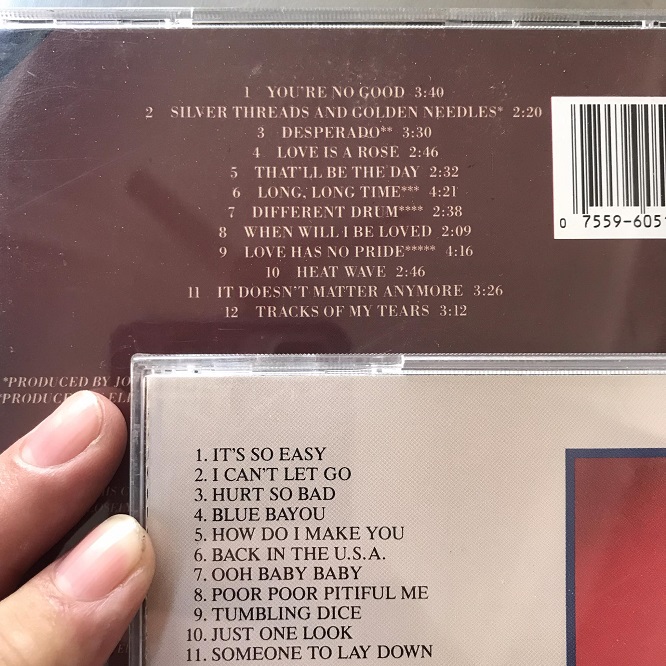 1 YOU'RE NO GOOD 3:40
2 SILVER THREADS AND GOLDEN NEEDLES* 2:20
3 DESPERADO** 3:30
4 LOVE IS A ROSE 2:46
5 THAT'LL BE THE DAY 2:32
6 LONG, LONG TIME*** 4:21
7 DIFFERENT DRUM**** 2:38
8 WHEN WILL I BE LOVED 2:09
9 LOVE HAS NO PRIDE***** 4:16
10 HEAT WAVE 2:46
11 IT DOESN'T MATTER ANYMORE 3:26
12 TRACKS OF MY TEARS 3:12
0 7559-605
*PRODUCED BY JO
1. IT'S SO EASY
2. I CAN'T LET GO
3. HURT SO BAD
4. BLUE BAYOU
5. HOW DO I MAKE YOU
6. BACK IN THE U.S.A.
7. OOH BABY BABY
8. POOR POOR PITIFUL ME
9. TUMBLING DICE
10. JUST ONE LOOK
11. SOMEONE TO LAY DOWN